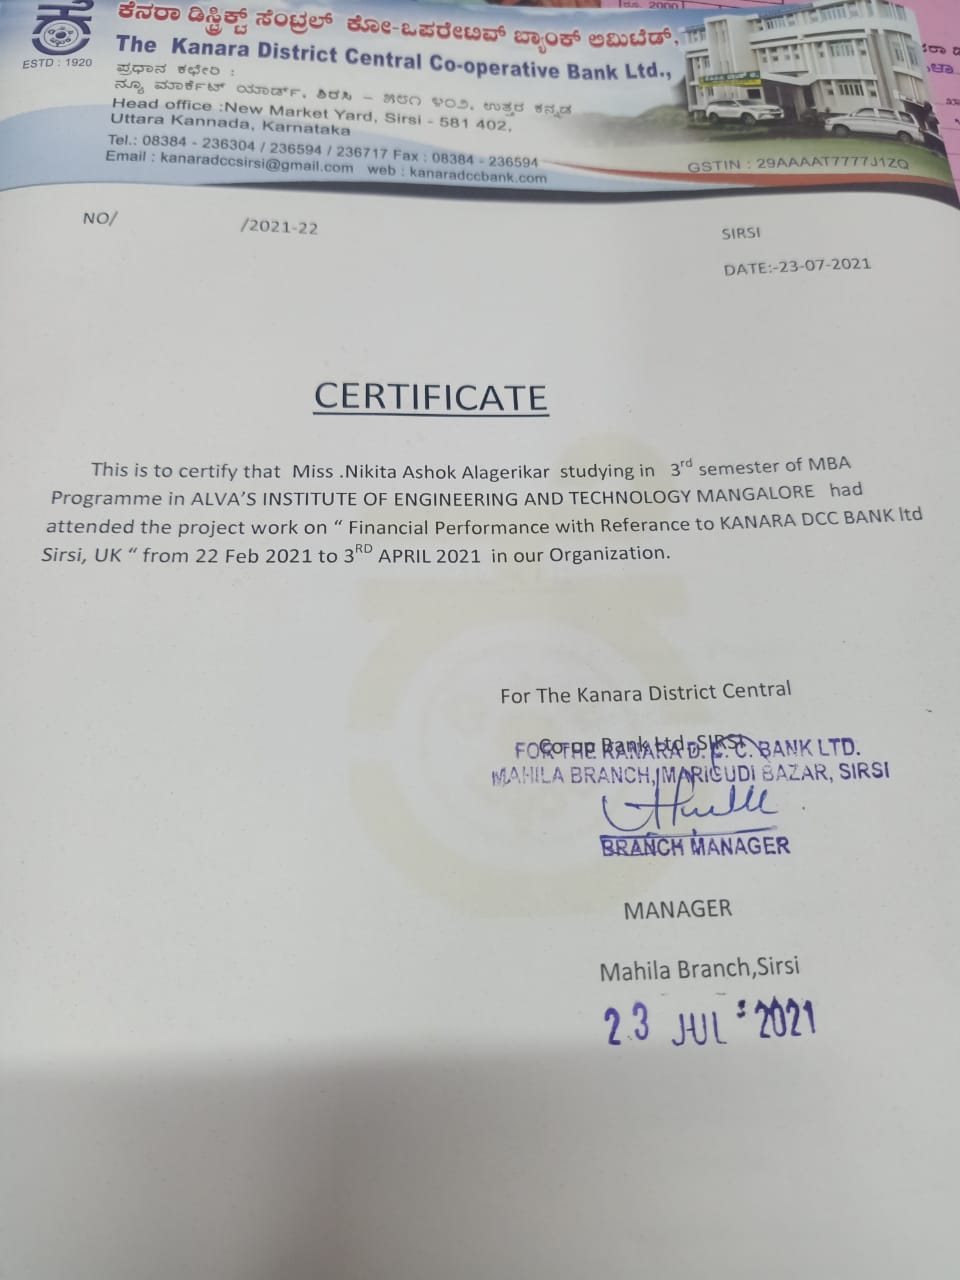 ಕೆನರಾ ಡಿಸ್ಟ್ರಿಕ್ಟ್ ಸೆಂಟ್ರಲ್ ಕೋ-ಒಪರೇಟಿವ್ ಬ್ಯಾಂಕ್ ಲಿಮಿಟೆಡ್,
The Kanara District Central Co-operative Bank Ltd.,
ESTD : 1920
ಪ್ರಧಾನ ಕಛೇರಿ :
ನ್ಯೂ ಮಾರ್ಕೆಟ್ ಯಾರ್ಡ್, ಶಿರಸಿ - ೫೮೧ ೪೦೨, ಉತ್ತರ ಕನ್ನಡ
Head office :New Market Yard, Sirsi - 581 402,
Uttara Kannada, Karnataka
Tel.: 08384 - 236304 / 236594 / 236717 Fax : 08384 - 236594
Email : kanaradccsirsi@gmail.com web : kanaradccbank.com
GSTIN : 29AAAAT7777J1ZQ
NO/ /2021-22
SIRSI
DATE:-23-07-2021
CERTIFICATE
This is to certify that Miss .Nikita Ashok Alagerikar studying in 3rd semester of MBA
Programme in ALVA'S INSTITUTE OF ENGINEERING AND TECHNOLOGY MANGALORE had
attended the project work on “ Financial Performance with Referance to KANARA DCC BANK ltd
Sirsi, UK “ from 22 Feb 2021 to 3RD APRIL 2021 in our Organization.
For The Kanara District Central
Co-op Bank Ltd, SIRSI
FOR THE KANARA D. C. C. BANK LTD.
MAHILA BRANCH, MARIGUDI BAZAR, SIRSI
BRANCH MANAGER
MANAGER
Mahila Branch,Sirsi
23 JUL 2021